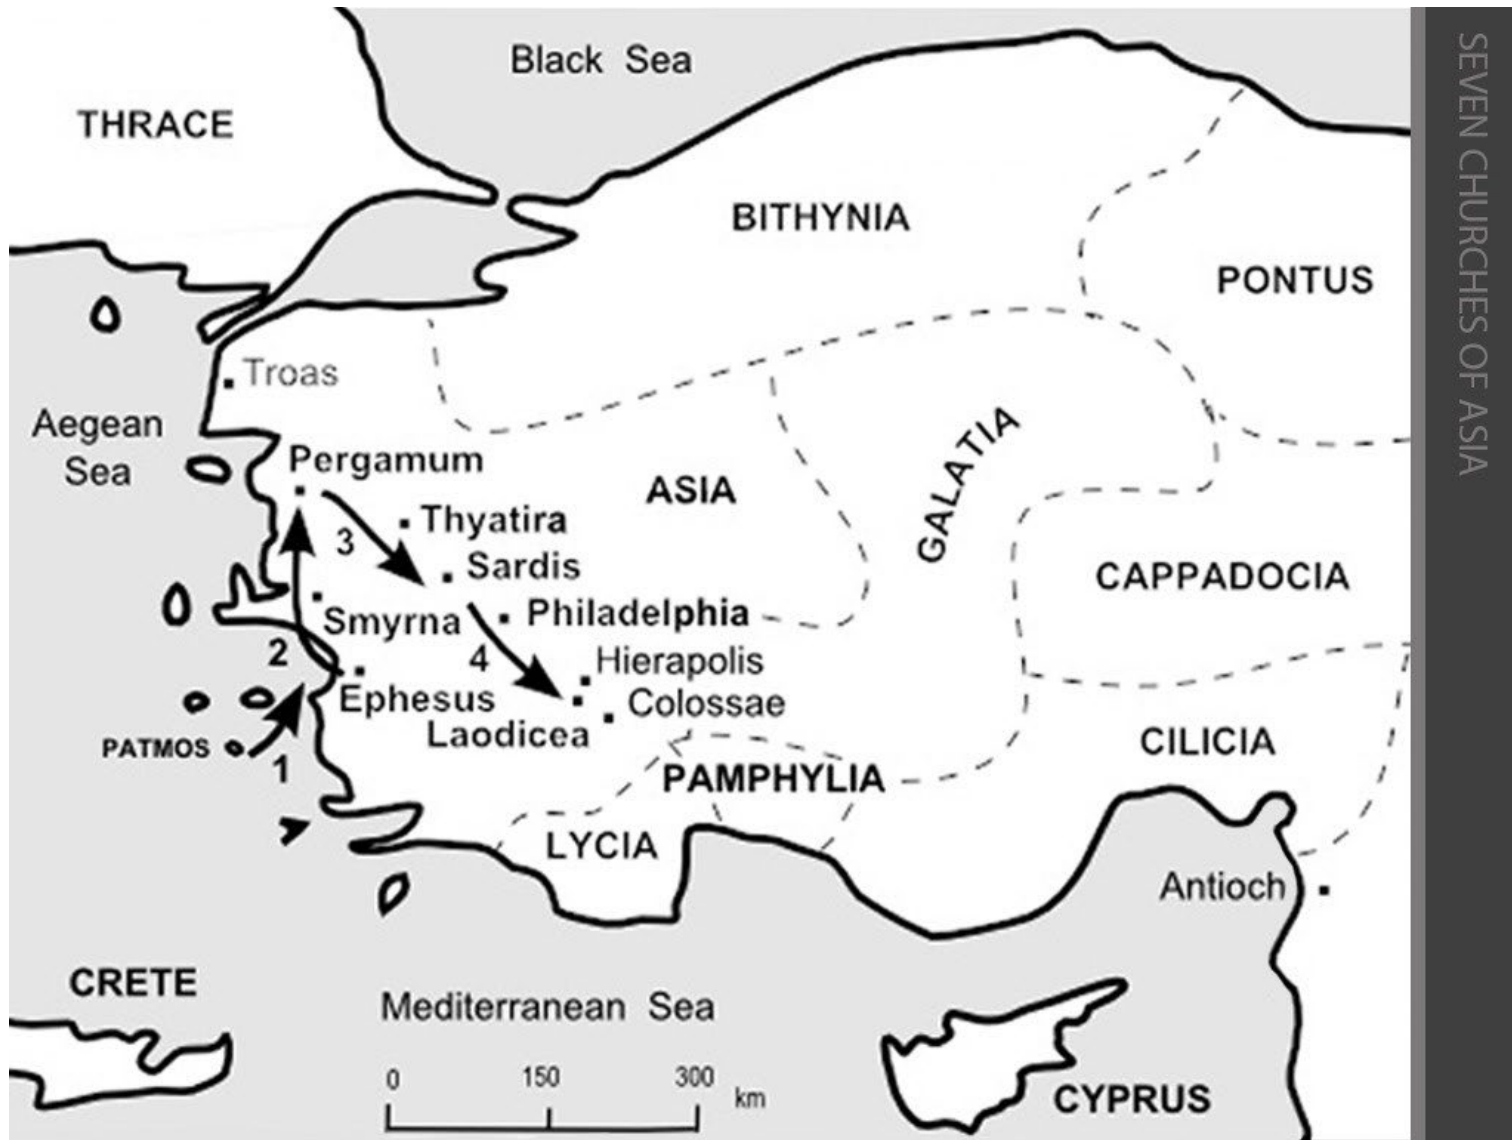 Black Sea
THRACE
BITHYNIA
PONTUS
Troas
Aegean
Sea
Pergamum
ASIA
GALATIA
Thyatira
3
Sardis
CAPPADOCIA
Smyrna
Philadelphia
2
4
Hierapolis
Ephesus
Colossae
Laodicea
PATMOS
1
CILICIA
PAMPHYLIA
LYCIA
Antioch
CRETE
Mediterranean Sea
0 150 300
km
CYPRUS
SEVEN CHURCHES OF ASIA